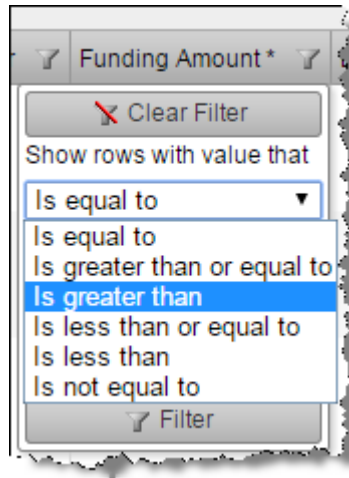 Funding Amount *
Clear Filter
Show rows with value that
Is equal to
Is equal to
Is greater than or equal to
Is greater than
Is less than or equal to
Is less than
Is not equal to
Filter